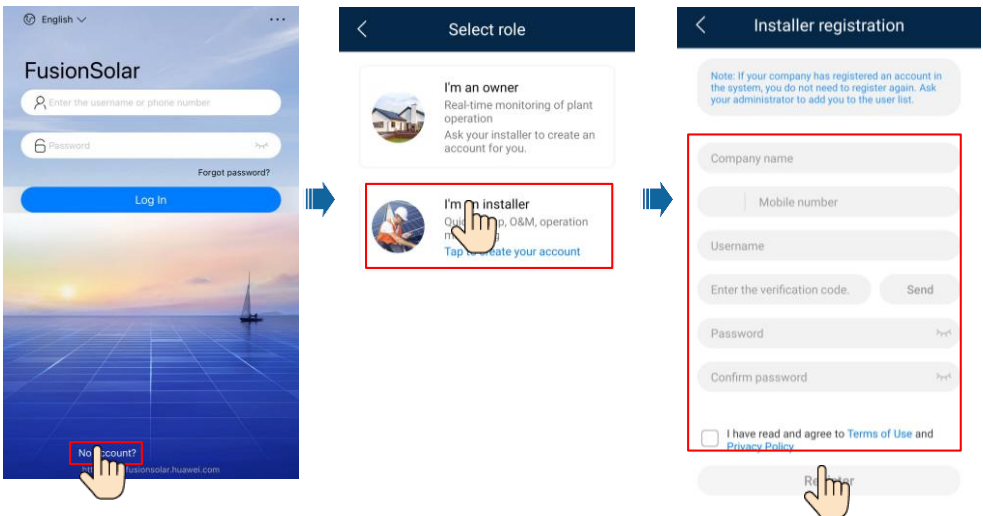 English
...
FusionSolar
Enter the username or phone number
Password
Forgot password?
Log In
No
ount?
fusionsolar.huawei.com
Select role
I'm an owner
Real-time monitoring of plant
operation
Ask your installer to create an
account for you.
I'm
n installer
p, O&M, operation
Tap to create your account
Installer registration
Note: If your company has registered an account in
the system, you do not need to register again. Ask
your administrator to add you to the user list.
Company name
Mobile number
Username
Enter the verification code.
Send
Password
Confirm password
I have read and agree to Terms of Use and
Privacy Policy
Register